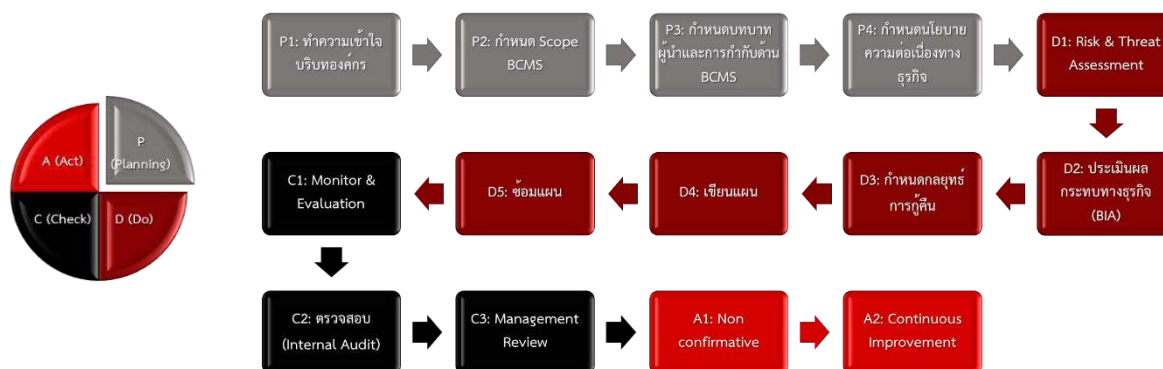 A (Act)
P
(Planning)
C (Check)
D (Do)
P1: ทำความเข้าใจ
บริบทองค์กร
P2: กำหนด Scope
BCMS
P3: กำหนดบทบาท
ผู้นำและการกำกับด้าน
BCMS
P4: กำหนดนโยบาย
ความต่อเนื่องทาง
ธุรกิจ
D1: Risk & Threat
Assessment
D2: ประเมินผล
กระทบทางธุรกิจ
(BIA)
D3: กำหนดกลยุทธ์
การกู้คืน
D4: เขียนแผน
D5: ซ้อมแผน
C1: Monitor &
Evaluation
C2: ตรวจสอบ
(Internal Audit)
C3: Management
Review
A1: Non
confirmative
A2: Continuous
Improvement